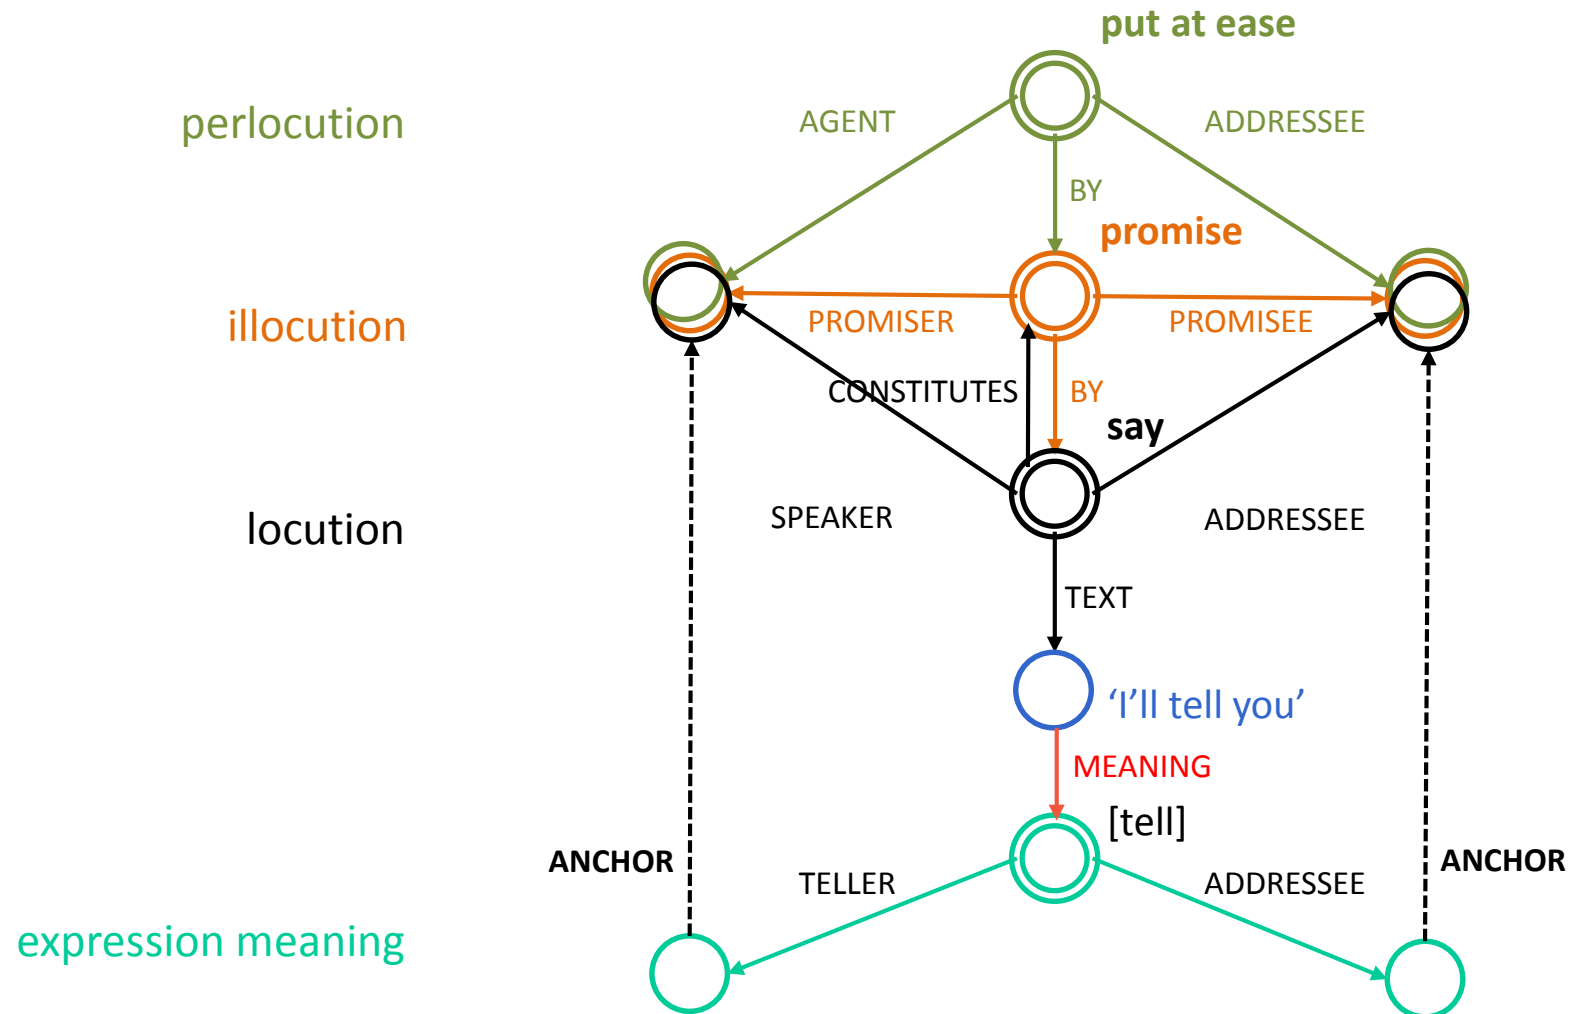 put at ease
perlocution
AGENT
ADDRESSEE
BY
promise
illocution
PROMISER
PROMISEE
CONSTITUTES
BY
say
locution
SPEAKER
ADDRESSEE
TEXT
‘I’ll tell you’
MEANING
[tell]
ANCHOR
TELLER
ADDRESSEE
ANCHOR
expression meaning